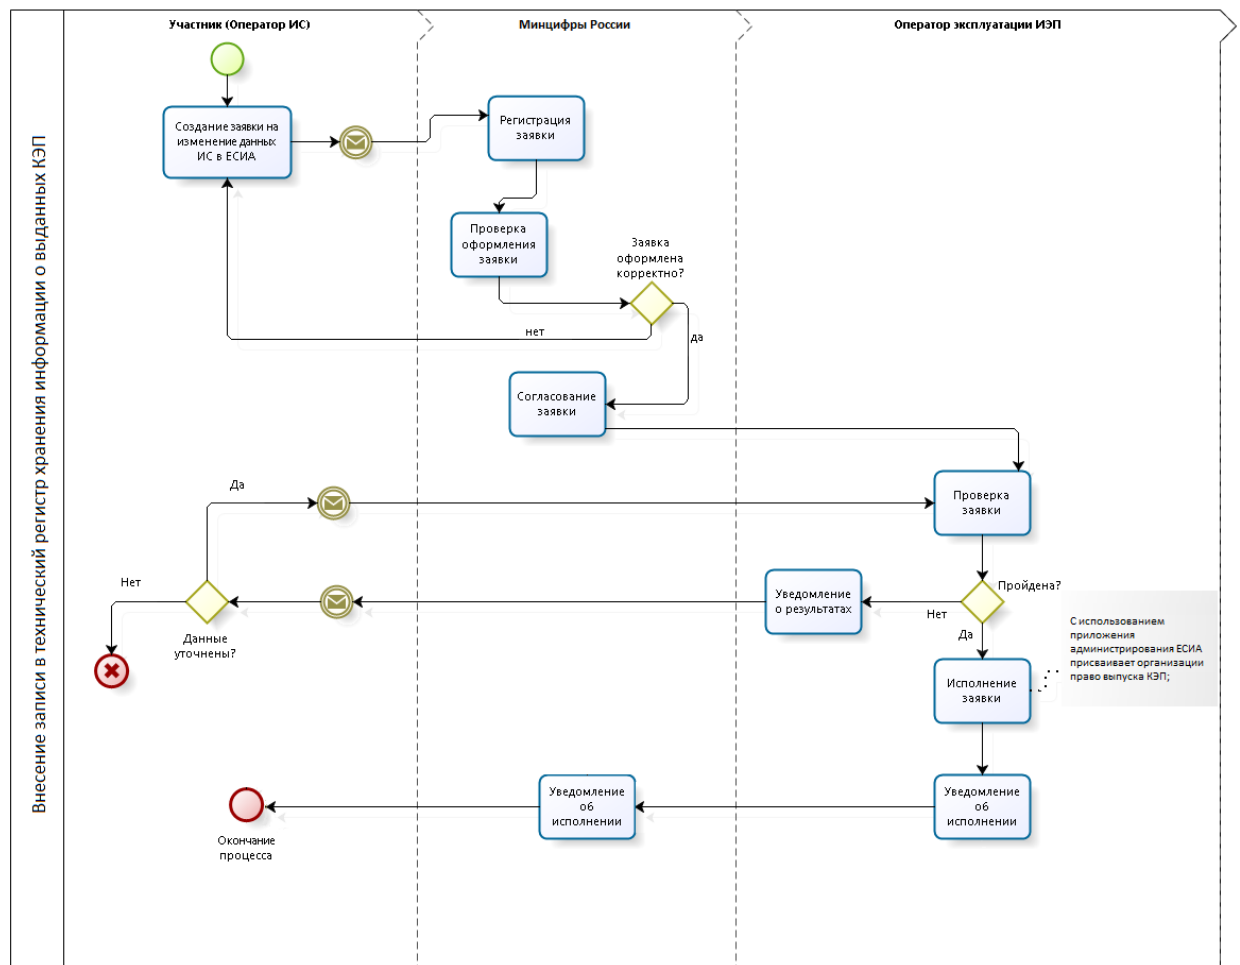 Внесение записи в технический регистр хранения информации о выданных КЭП
Участник (Оператор ИС)
Минцифры России
Оператор эксплуатации ИЭП
Создание заявки на
изменение данных
ИС в ЕСИА
Регистрация
заявки
Проверка
оформления
заявки
Заявка
оформлена
корректно?
нет
да
Согласование
заявки
Да
Проверка
заявки
Нет
Данные
уточнены?
Уведомление
о результатах
Пройдена?
Нет
Да
С использованием
приложения
администрирования ЕСИА
присваивает организации
право выпуска КЭП;
Исполнение
заявки
Окончание
процесса
Уведомление
об
исполнении
Уведомление
об
исполнении